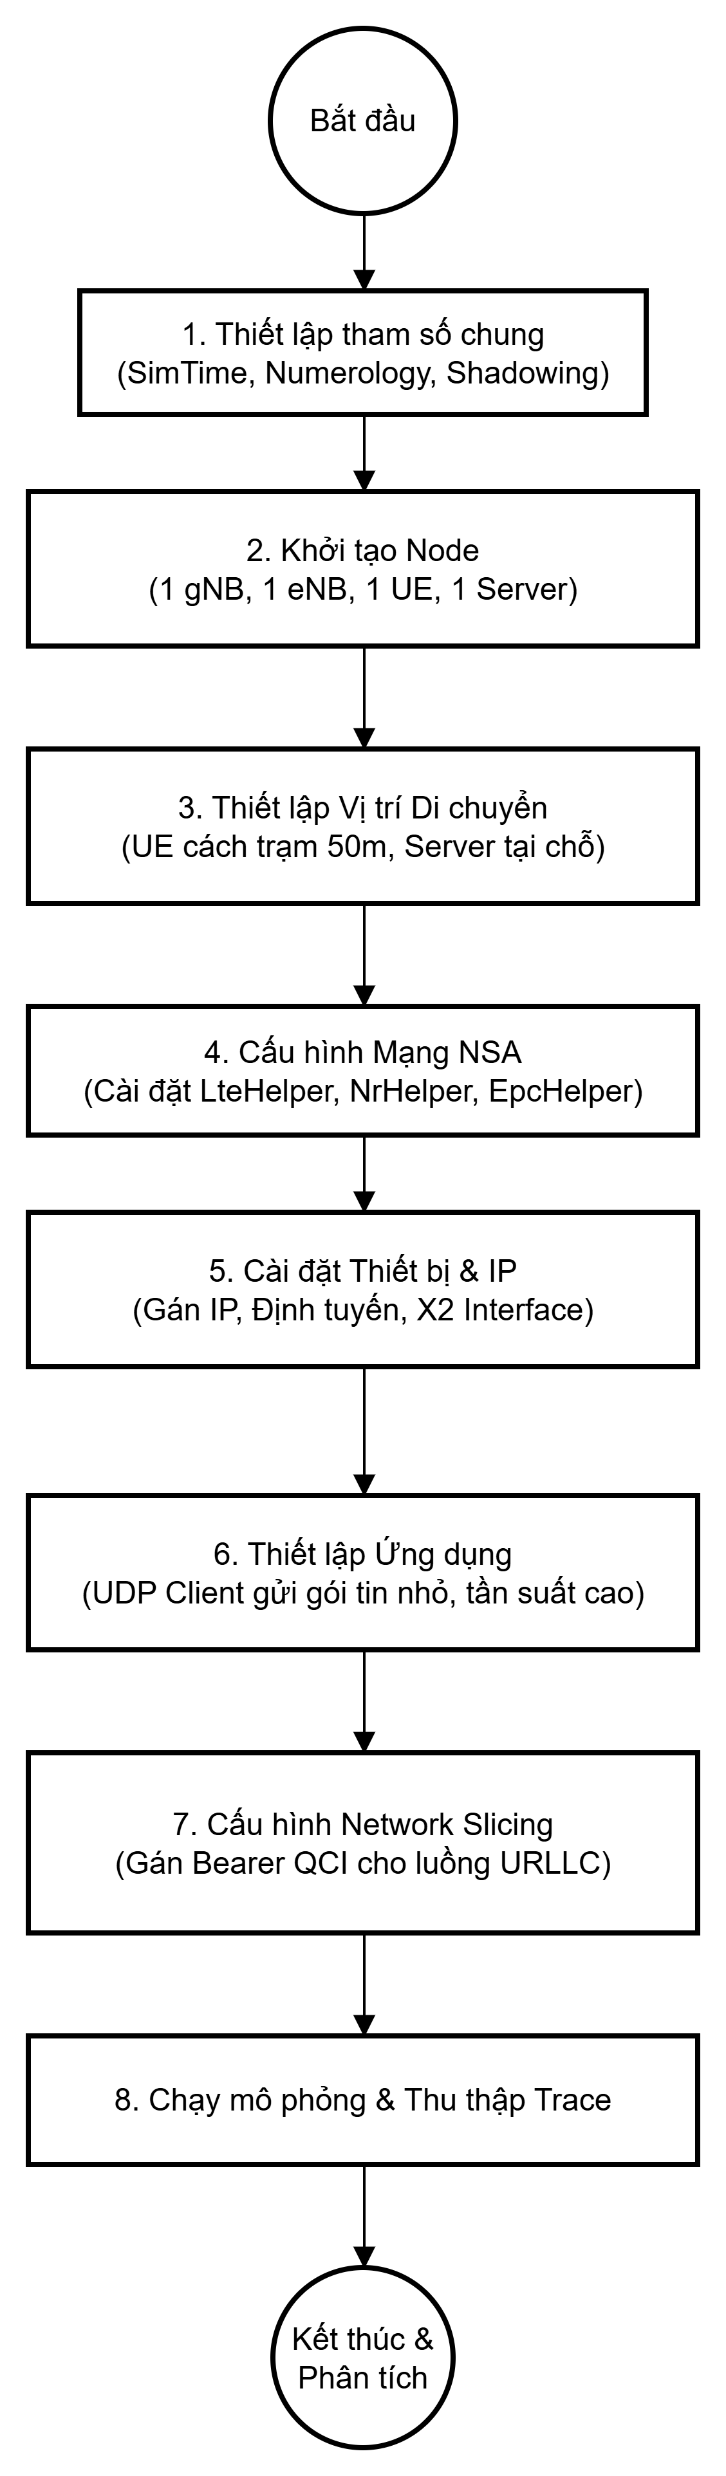 Bắt đầu
1. Thiết lập tham số chung
(SimTime, Numerology, Shadowing)
2. Khởi tạo Node
(1 gNB, 1 eNB, 1 UE, 1 Server)
3. Thiết lập Vị trí Di chuyển
(UE cách trạm 50m, Server tại chỗ)
4. Cấu hình Mạng NSA
(Cài đặt LteHelper, NrHelper, EpcHelper)
5. Cài đặt Thiết bị & IP
(Gán IP, Định tuyến, X2 Interface)
6. Thiết lập Ứng dụng
(UDP Client gửi gói tin nhỏ, tần suất cao)
7. Cấu hình Network Slicing
(Gán Bearer QCI cho luồng URLLC)
8. Chạy mô phỏng & Thu thập Trace
Kết thúc &
Phân tích